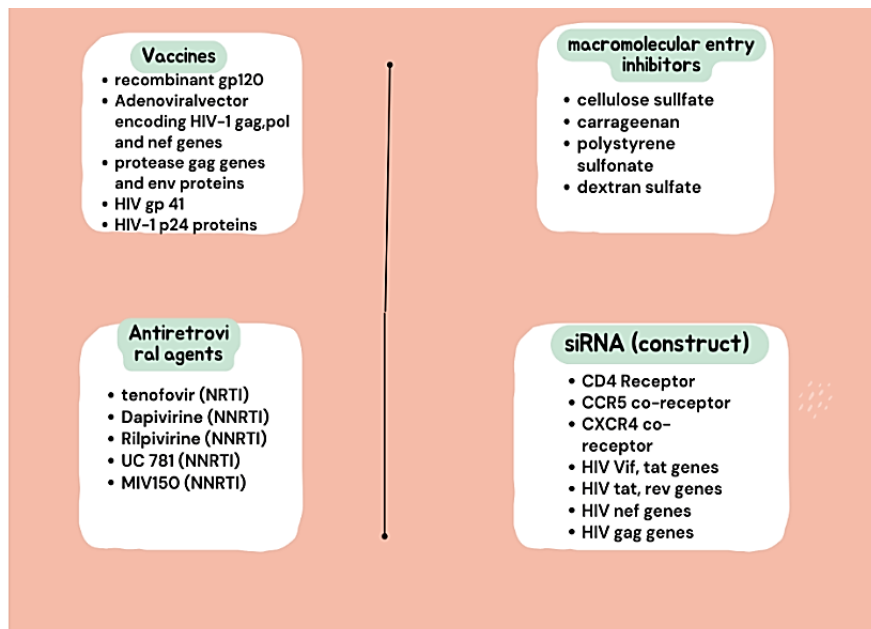 Vaccines
• recombinant gp120
• Adenoviralvector
encoding HIV-1 gag,pol
and nef genes
• protease gag genes
and env proteins
• HIV gp 41
• HIV-1 p24 proteins
macromolecular entry
inhibitors
• cellulose sullfate
• carrageenan
• polystyrene
sulfonate
• dextran sulfate
Antiretrovi
ral agents
• tenofovir (NRTI)
• Dapivirine (NNRTI)
• Rilpivirine (NNRTI)
• UC 781 (NNRTI)
• MIV150 (NNRTI)
siRNA (construct)
• CD4 Receptor
• CCR5 co-receptor
• CXCR4 co-
receptor
• HIV Vif, tat genes
• HIV tat, rev genes
• HIV nef genes
• HIV gag genes